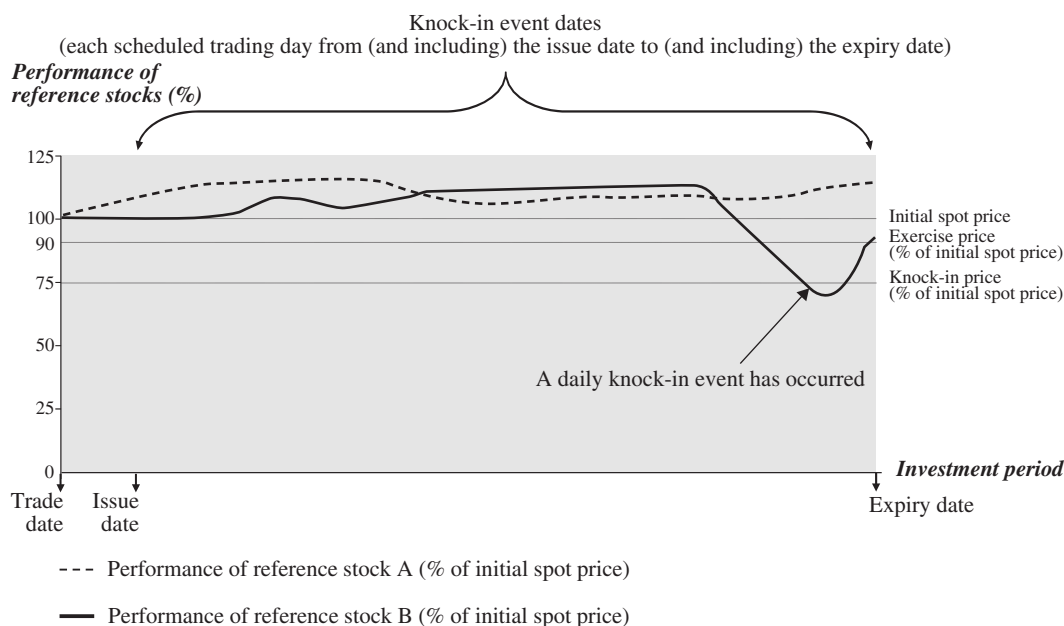 Knock-in event dates
(each scheduled trading day from (and including) the issue date to (and including) the expiry date)
Performance of
reference stocks (%)
125
100
90
75
50
25
0
Initial spot price
Exercise price
(% of initial spot price)
Knock-in price
(% of initial spot price)
A daily knock-in event has occurred
Investment period
Trade
date
Issue
date
Expiry date
Performance of reference stock A (% of initial spot price)
Performance of reference stock B (% of initial spot price)